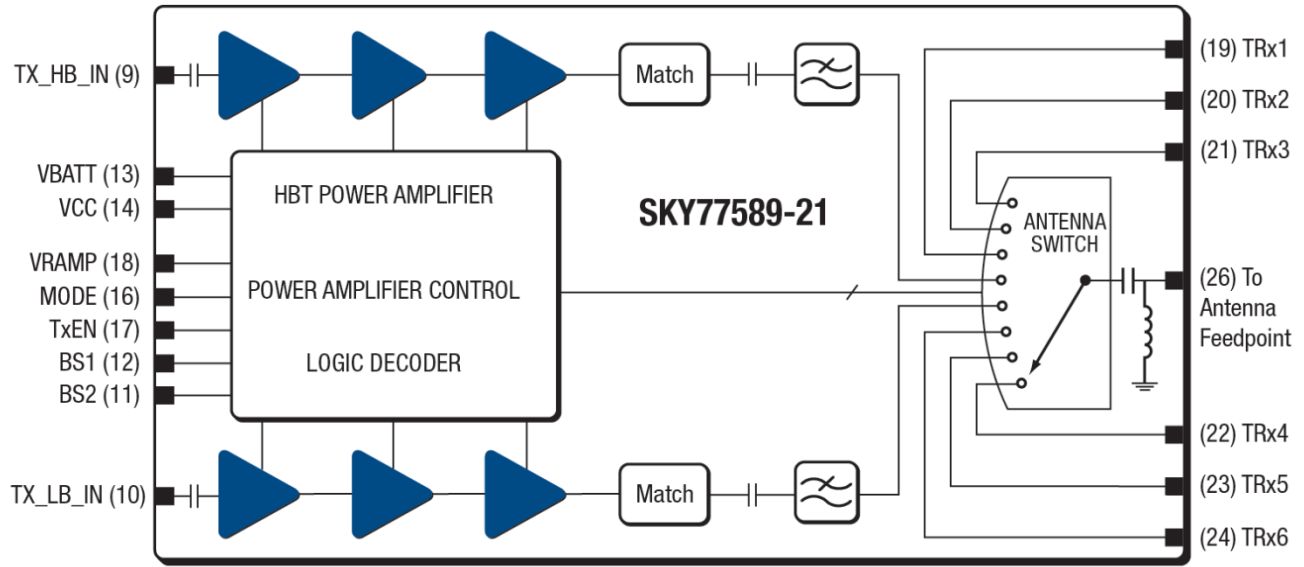 TX_HB_IN (9)
VBATT (13)
VCC (14)
VRAMP (18)
MODE (16)
TxEN (17)
BS1 (12)
BS2 (11)
TX_LB_IN (10)
Match
HBT POWER AMPLIFIER
POWER AMPLIFIER CONTROL
LOGIC DECODER
SKY77589-21
Match
ANTENNA
SWITCH
(19) TRx1
(20) TRx2
(21) TRx3
(26) To
Antenna
Feedpoint
(22) TRx4
(23) TRx5
(24) TRx6